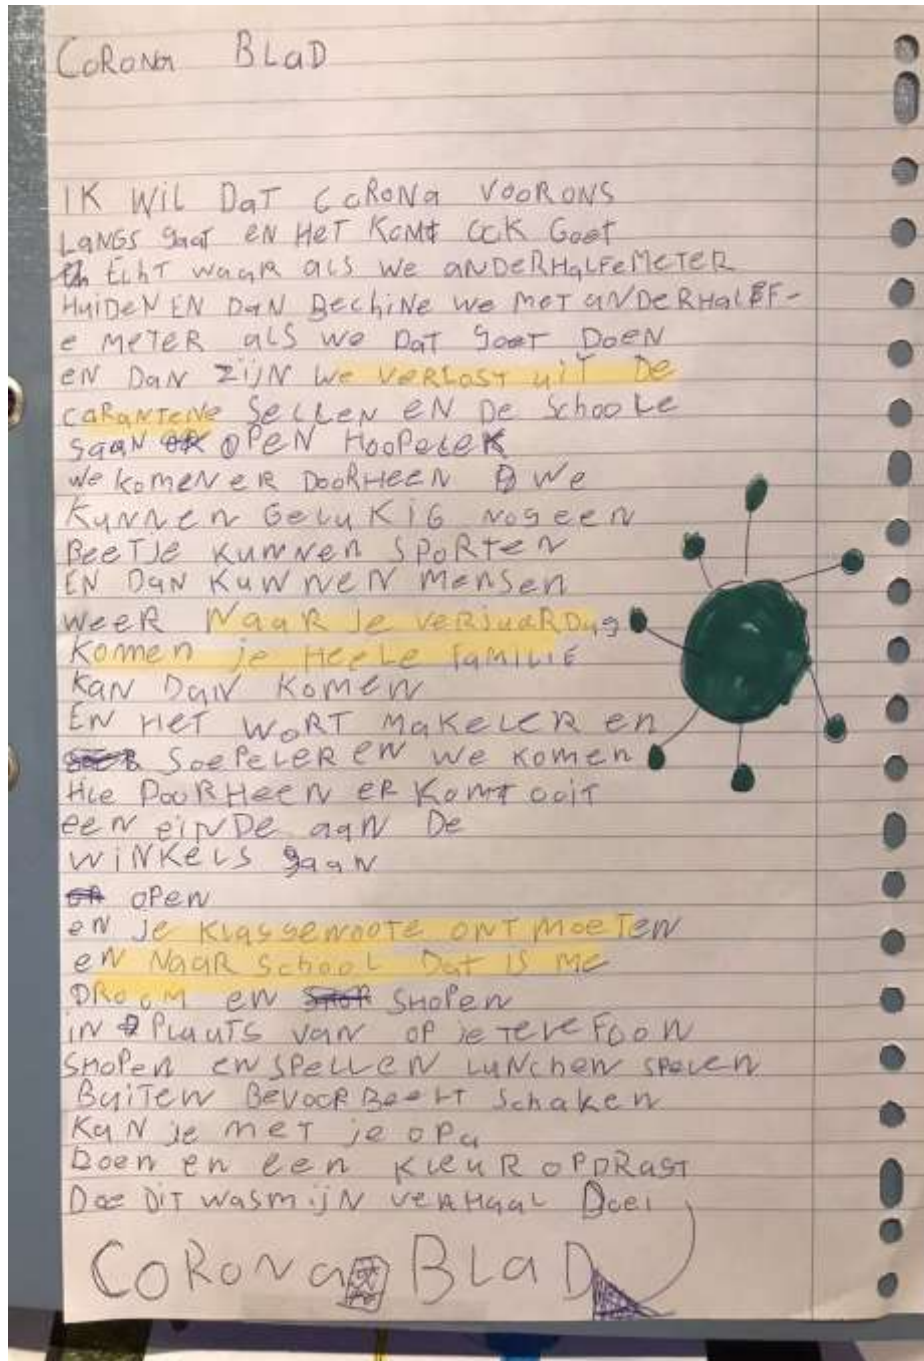 CORONA BLaD
IK WiL DaT CoRONa VOORONS
LaNGS gaat eN HeT KOMt OOK Goet
EchT waaR aLS We aNDeRHaLFeMeTeR
HuiDeN EN DaN Bechine we MeT aNDeRHaLEF-
e MeTeR aLS we DaT goet DoeN
eN DaN ZijN We VeRLOST uiT De
CaRaNTeNe SeLLeN eN De SchooLe
gaaN OPeN HooPeLeK
We komeN eR DooRHeeN We
KuNNeN GeLuKiG Nog eeN
BeeTJe KuNNeN SPoRTeN
EN DaN KuNNeN MeNSeN
WeeR NaaR Je VeRJuaRDag
Komen je HeeLe FaMiLiE
KaN DaN KomeN
EN HeT WoRT MaKeLeR en
SoePeLeR eN We KomeN
Hie DooRHeeN eR Komt ooiT
eeN eiNDe aaN De
WiNKeLS gaaN
OPeN
eN Je KLasgeNooTe oNTmoeTeN
eN NaaR SchooL DaT iS Me
DRooM eN SHoPeN
iN PLauTS VaN oP je TeLeFooN
SHoPeN eN SPeLLeN LuNcheN SPeLeN
BuiTeN BeVooRBeeLT SchaKeN
KaN Je meT je oPa
DoeN eN eeN KLeuR oPDRaST
Doe DiT waS mijN VeRHaaL Doei
CoRoNa BLaD